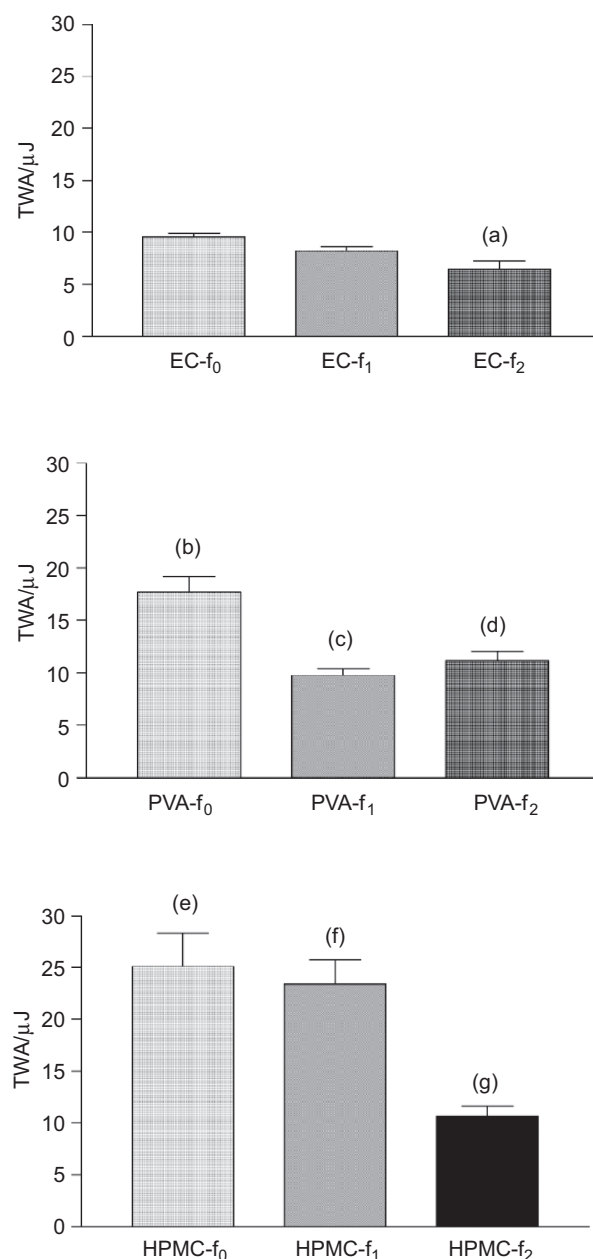 30
25
20
15
10
5
0
TWA/μJ
(a)
EC-f₀ EC-f₁ EC-f₂
30
25
20
15
10
5
0
TWA/μJ
(b)
(c)
(d)
PVA-f₀ PVA-f₁ PVA-f₂
30
25
20
15
10
5
0
TWA/μJ
(e)
(f)
(g)
HPMC-f₀ HPMC-f₁ HPMC-f₂